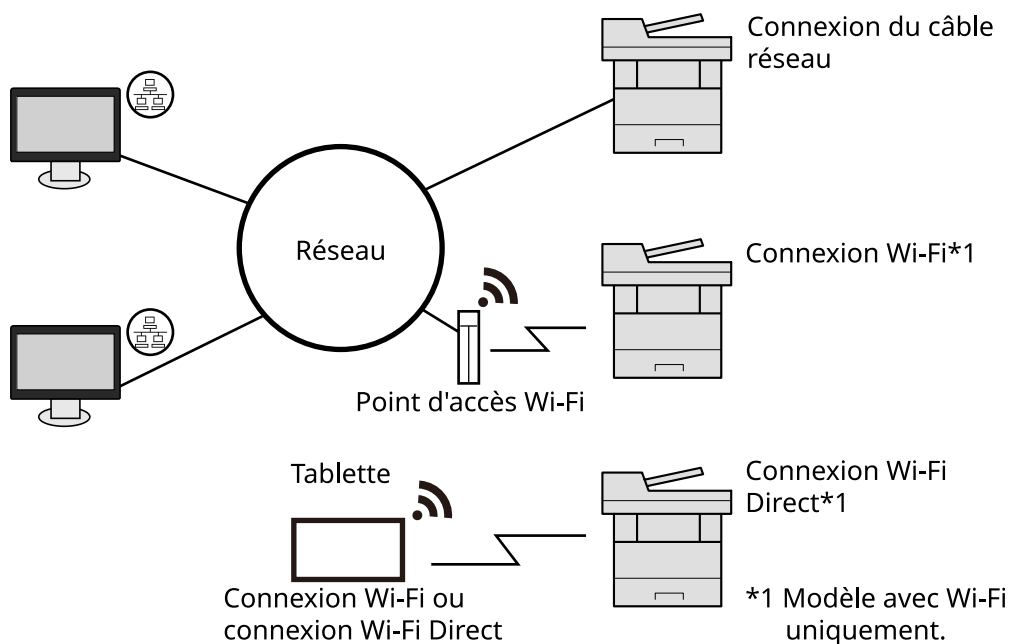 Connexion du câble
réseau
Réseau
Connexion Wi-Fi*1
Point d'accès Wi-Fi
Tablette
Connexion Wi-Fi
Direct*1
Connexion Wi-Fi ou
connexion Wi-Fi Direct
*1 Modèle avec Wi-Fi
uniquement.